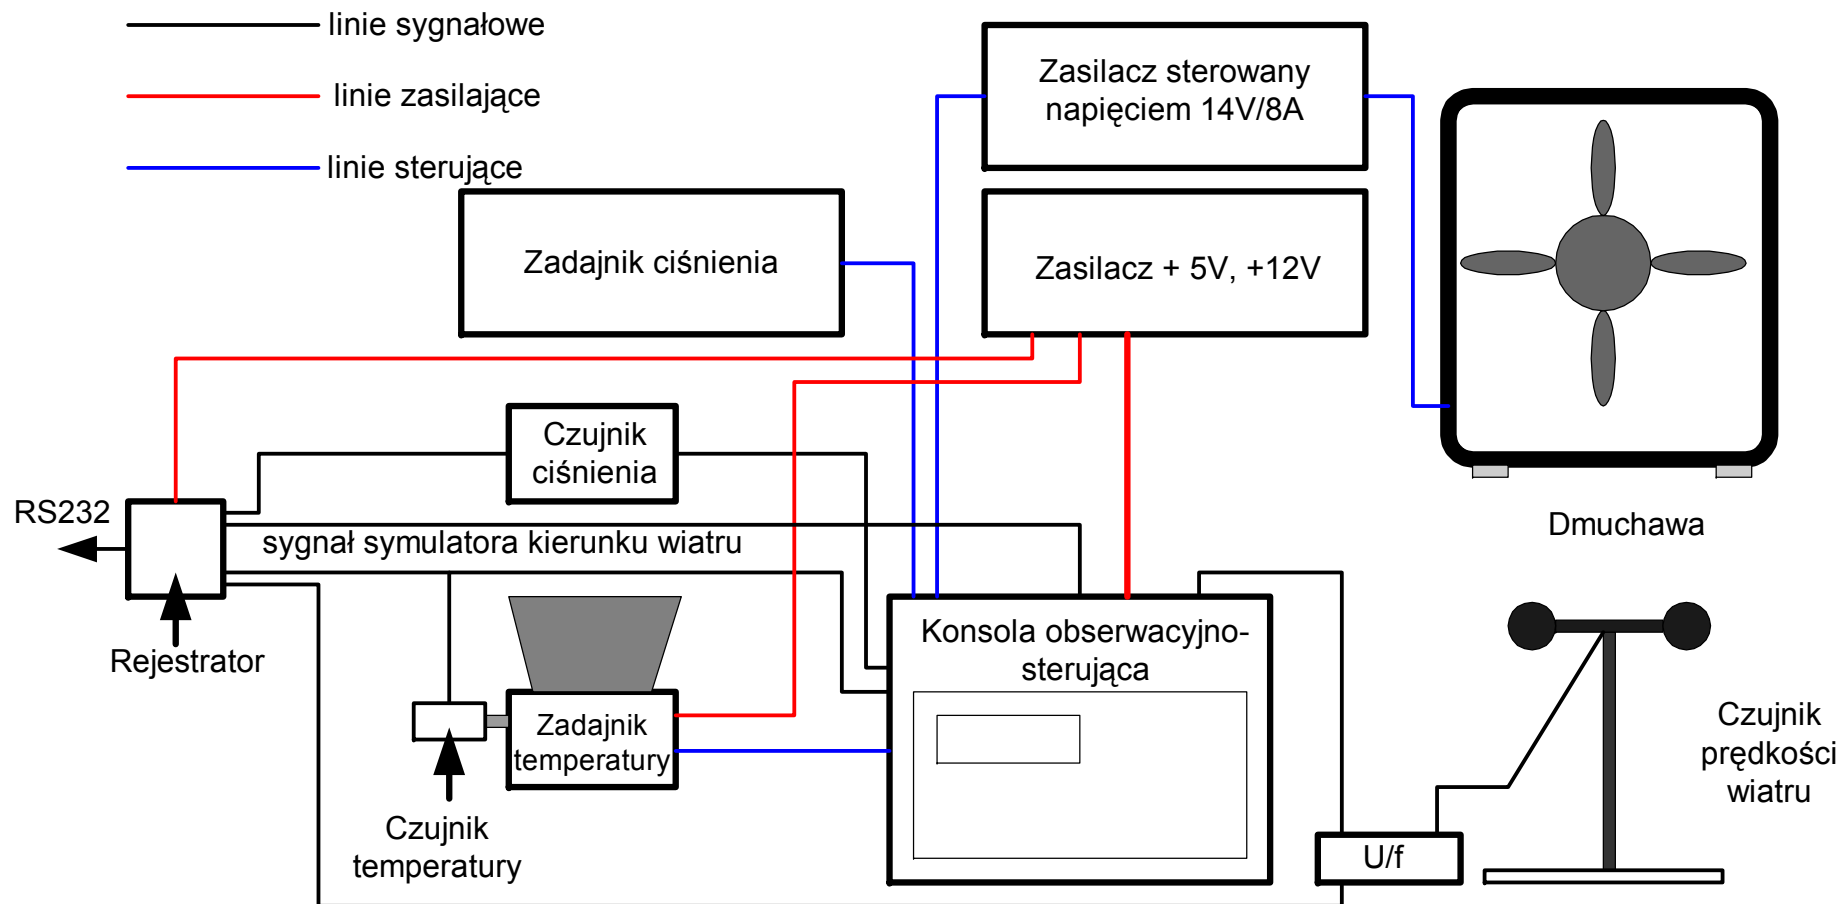 linie sygnałowe
linie zasilające
linie sterujące
Zasilacz sterowany
napięciem 14V/8A
Zadajnik ciśnienia
Zasilacz + 5V, +12V
Czujnik
ciśnienia
RS232
sygnał symulatora kierunku wiatru
Dmuchawa
Rejestrator
Konsola obserwacyjno-
sterująca
Zadajnik
temperatury
Czujnik
temperatury
Czujnik
prędkości
wiatru
U/f